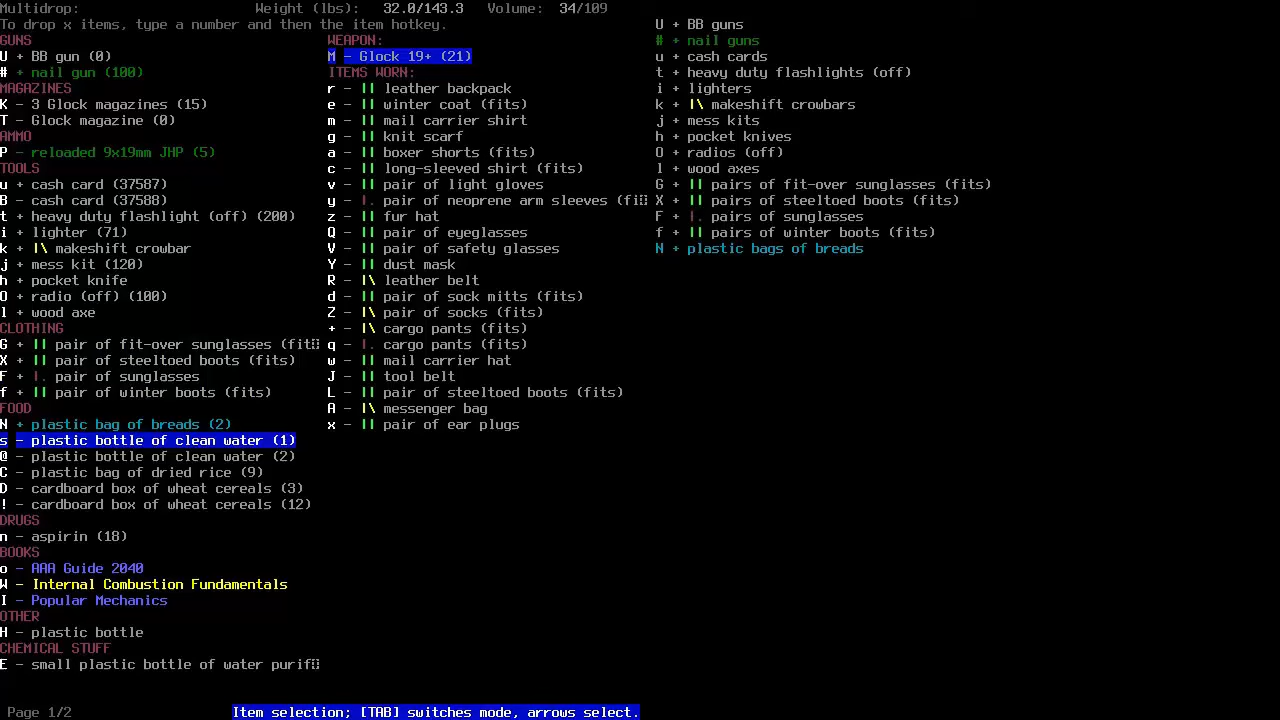 Multidrop: Weight (lbs): 32.0/143.3 Volume: 34/109
To drop x items, type a number and then the item hotkey.
GUNS
U + BB gun (0)
# + nail gun (100)
MAGAZINES
K - 3 Glock magazines (15)
T - Glock magazine (0)
AMMO
P - reloaded 9x19mm JHP (5)
TOOLS
u + cash card (37587)
B - cash card (37588)
t + heavy duty flashlight (off) (200)
i + lighter (71)
k + |\ makeshift crowbar
j + mess kit (120)
h + pocket knife
O + radio (off) (100)
l + wood axe
CLOTHING
G + || pair of fit-over sunglasses (fit
X + || pair of steeltoed boots (fits)
F + |. pair of sunglasses
f + || pair of winter boots (fits)
FOOD
N + plastic bag of breads (2)
s - plastic bottle of clean water (1)
@ - plastic bottle of clean water (2)
C - plastic bag of dried rice (9)
D - cardboard box of wheat cereals (3)
! - cardboard box of wheat cereals (12)
DRUGS
n - aspirin (18)
BOOKS
o - AAA Guide 2040
W - Internal Combustion Fundamentals
I - Popular Mechanics
OTHER
H - plastic bottle
CHEMICAL STUFF
E - small plastic bottle of water purif
WEAPON:
M - Glock 19+ (21)
ITEMS WORN:
r - || leather backpack
e - || winter coat (fits)
m - || mail carrier shirt
g - || knit scarf
a - || boxer shorts (fits)
c - || long-sleeved shirt (fits)
v - || pair of light gloves
y - |. pair of neoprene arm sleeves (fi
z - || fur hat
Q - || pair of eyeglasses
V - || pair of safety glasses
Y - || dust mask
R - |\ leather belt
d - || pair of sock mitts (fits)
Z - |\ pair of socks (fits)
+ - |\ cargo pants (fits)
q - |. cargo pants (fits)
w - || mail carrier hat
J - || tool belt
L - || pair of steeltoed boots (fits)
A - |\ messenger bag
x - || pair of ear plugs
U + BB guns
# + nail guns
u + cash cards
t + heavy duty flashlights (off)
i + lighters
k + |\ makeshift crowbars
j + mess kits
h + pocket knives
O + radios (off)
l + wood axes
G + || pairs of fit-over sunglasses (fits)
X + || pairs of steeltoed boots (fits)
F + |. pairs of sunglasses
f + || pairs of winter boots (fits)
N + plastic bags of breads
Page 1/2 Item selection; [TAB] switches mode, arrows select.